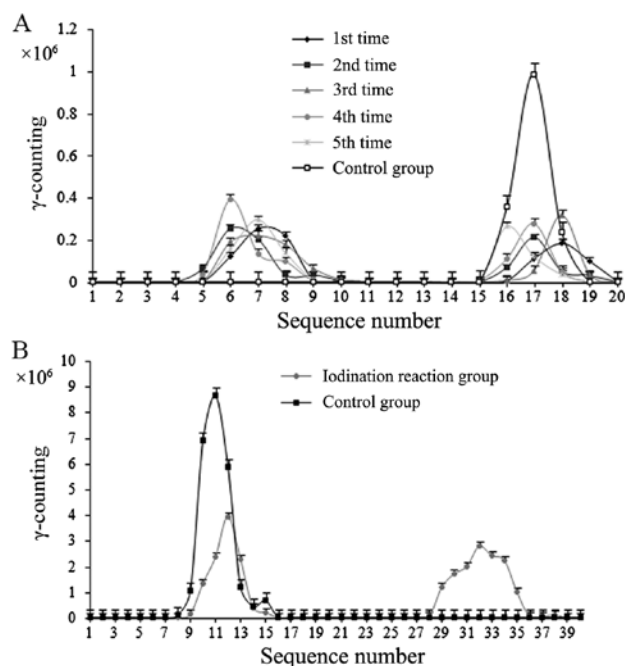 A
1.2
×10⁶
1
0.8
0.6
0.4
0.2
0
γ-counting
1st time
2nd time
3rd time
4th time
5th time
Control group
1 2 3 4 5 6 7 8 9 10 11 12 13 14 15 16 17 18 19 20
Sequence number
B
10
×10⁶
9
8
7
6
5
4
3
2
1
0
γ-counting
Iodination reaction group
Control group
1 3 5 7 9 11 13 15 17 19 21 23 25 27 29 31 33 35 37 39
Sequence number